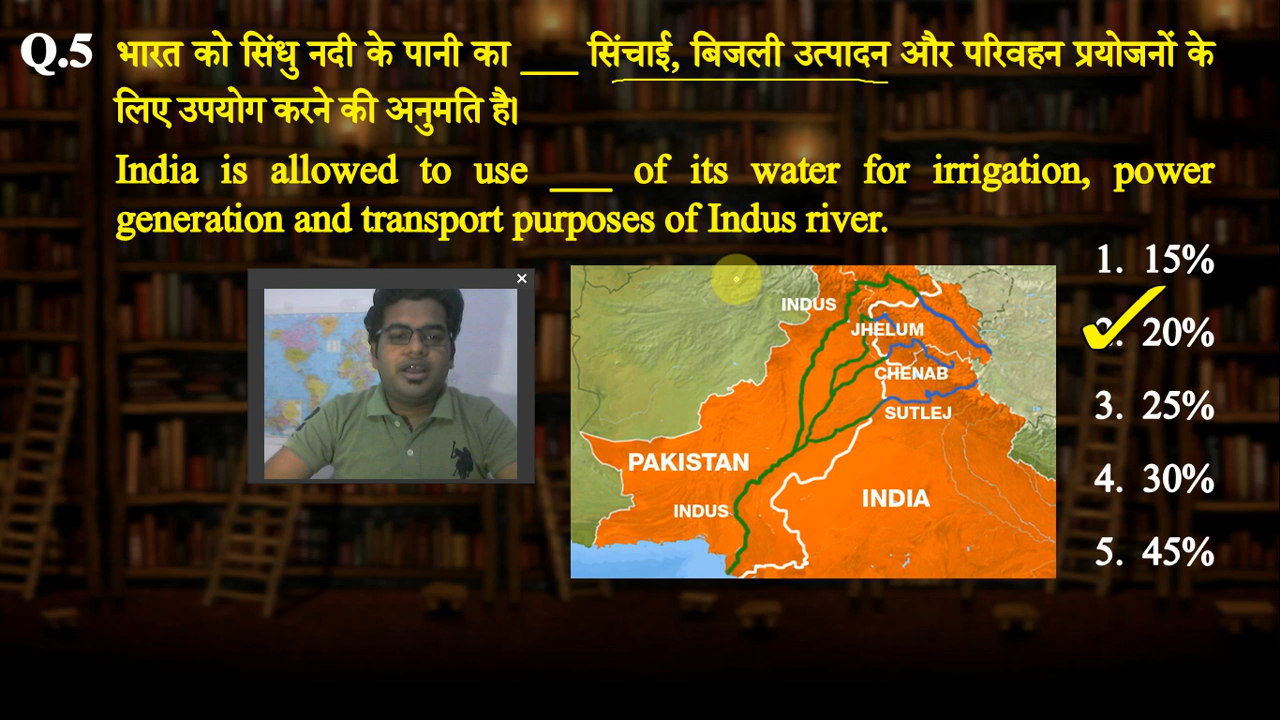 Q.5 भारत को सिंधु नदी के पानी का ___ सिंचाई, बिजली उत्पादन और परिवहन प्रयोजनों के
लिए उपयोग करने की अनुमति है।
India is allowed to use ___ of its water for irrigation, power
generation and transport purposes of Indus river.
1. 15%
2. 20%
3. 25%
4. 30%
5. 45%
INDUS
JHELUM
CHENAB
SUTLEJ
PAKISTAN
INDIA
INDUS